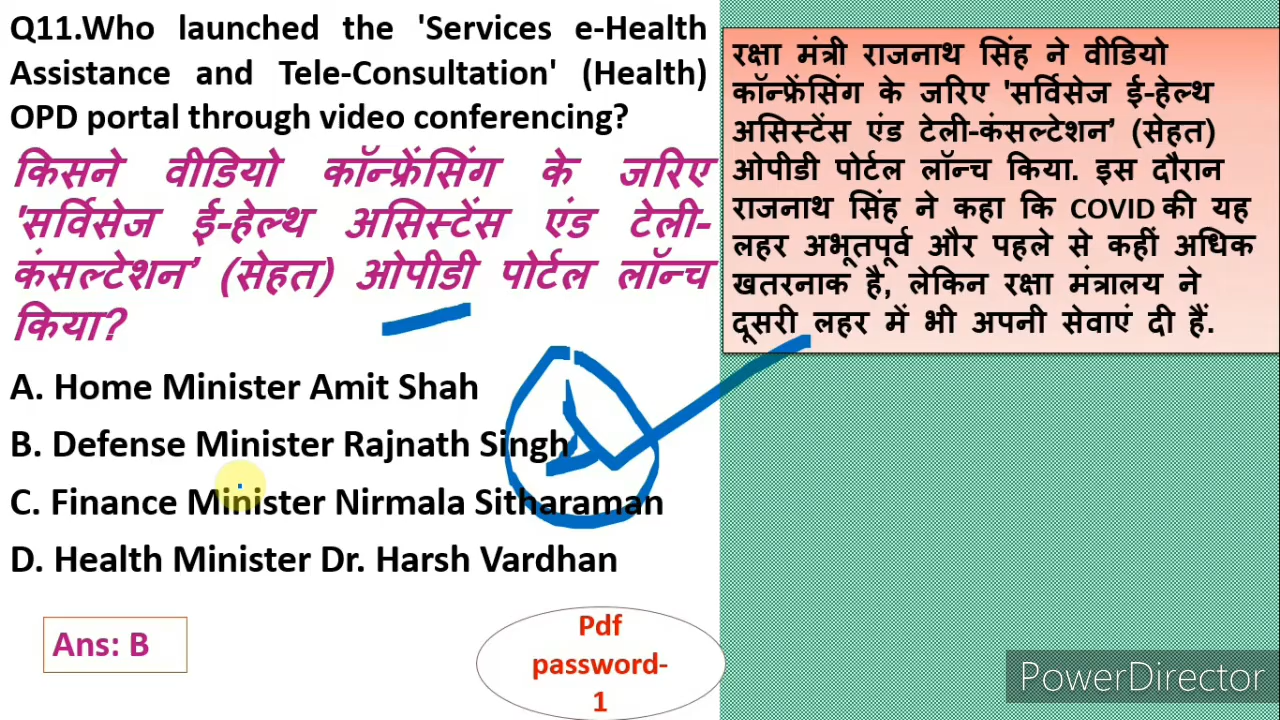 Q11.Who launched the 'Services e-Health
Assistance and Tele-Consultation' (Health)
OPD portal through video conferencing?
किसने वीडियो कॉन्फ्रेंसिंग के जरिए
'सर्विसेज ई-हेल्थ असिस्टेंस एंड टेली-
कंसल्टेशन’ (सेहत) ओपीडी पोर्टल लॉन्च
किया?
A. Home Minister Amit Shah
B. Defense Minister Rajnath Singh
C. Finance Minister Nirmala Sitharaman
D. Health Minister Dr. Harsh Vardhan
Ans: B
Pdf
password-
1
रक्षा मंत्री राजनाथ सिंह ने वीडियो
कॉन्फ्रेंसिंग के जरिए 'सर्विसेज ई-हेल्थ
असिस्टेंस एंड टेली-कंसल्टेशन’ (सेहत)
ओपीडी पोर्टल लॉन्च किया. इस दौरान
राजनाथ सिंह ने कहा कि COVID की यह
लहर अभूतपूर्व और पहले से कहीं अधिक
खतरनाक है, लेकिन रक्षा मंत्रालय ने
दूसरी लहर में भी अपनी सेवाएं दी हैं.
PowerDirector